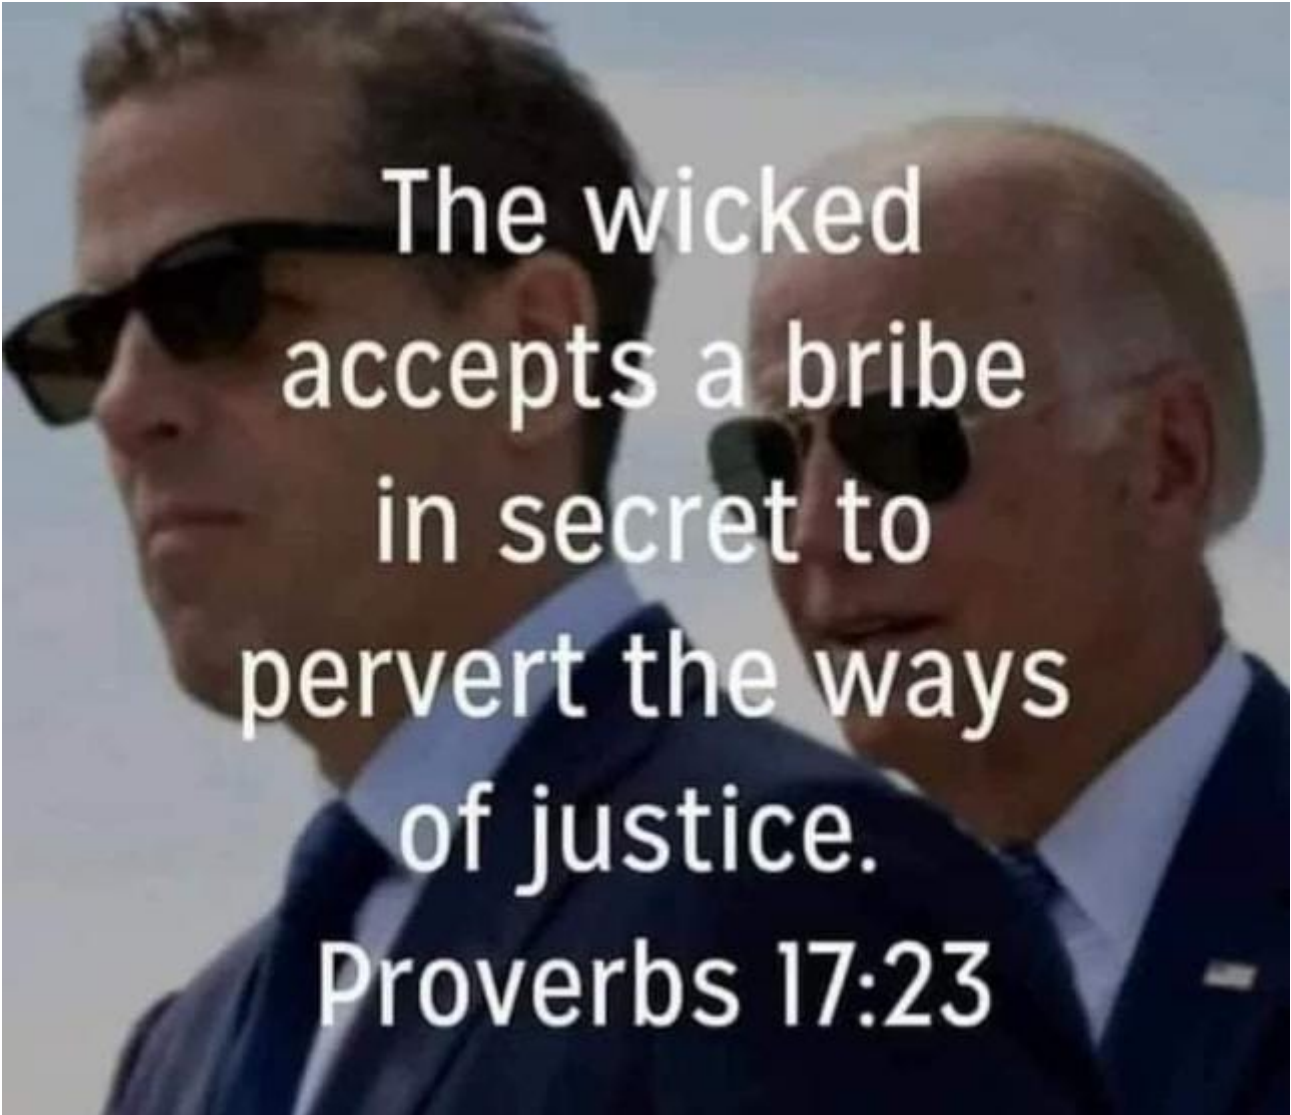 The wicked
accepts a bribe
in secret to
pervert the ways
of justice.
Proverbs 17:23